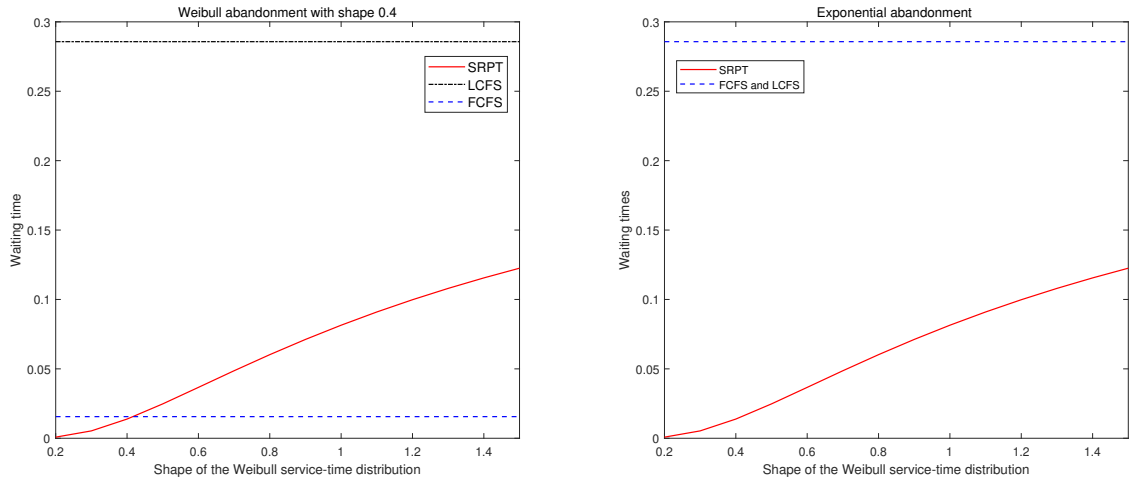 Weibull abandonment with shape 0.4
0.3
0.25
0.2
0.15
0.1
0.05
0
Waiting time
SRPT
LCFS
FCFS
0.2 0.4 0.6 0.8 1 1.2 1.4
Shape of the Weibull service-time distribution
Exponential abandonment
0.3
0.25
0.2
0.15
0.1
0.05
0
Waiting times
SRPT
FCFS and LCFS
0.2 0.4 0.6 0.8 1 1.2 1.4
Shape of the Weibull service-time distribution